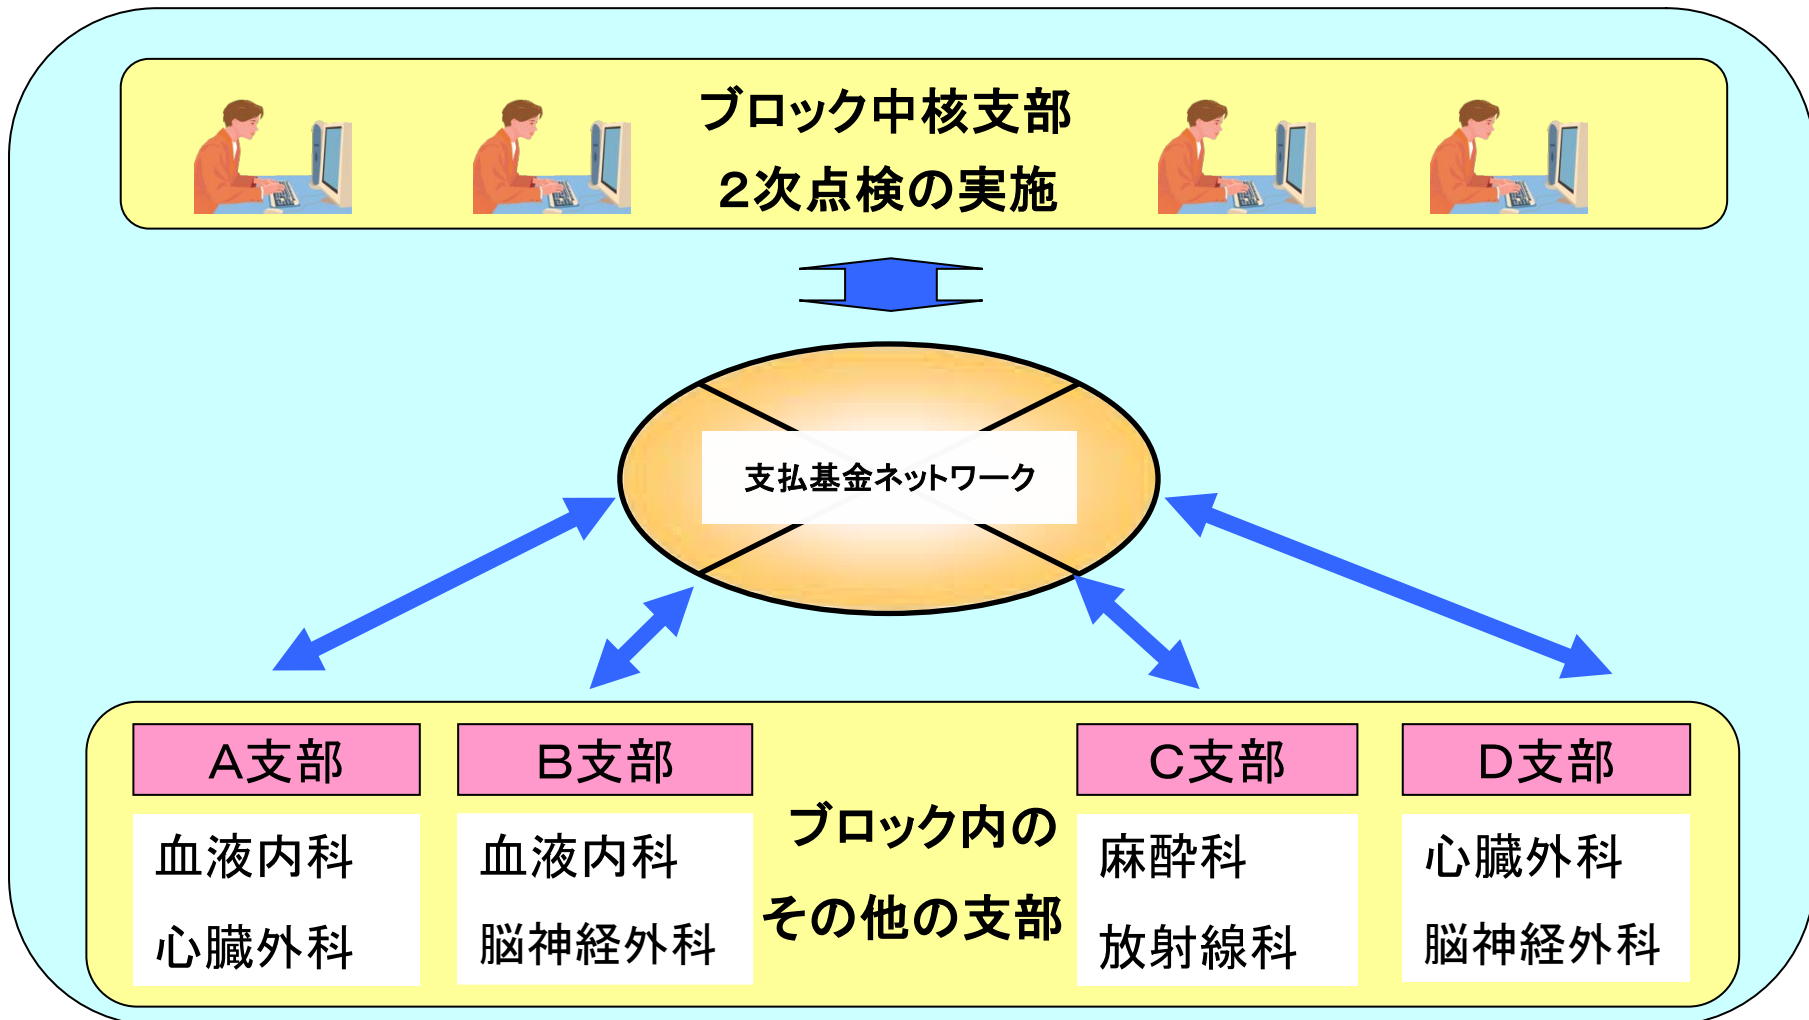 ブロック中核支部
２次点検の実施
支払基金ネットワーク
Ａ支部
血液内科
心臓外科
Ｂ支部
血液内科
脳神経外科
ブロック内の
その他の支部
Ｃ支部
麻酔科
放射線科
Ｄ支部
心臓外科
脳神経外科